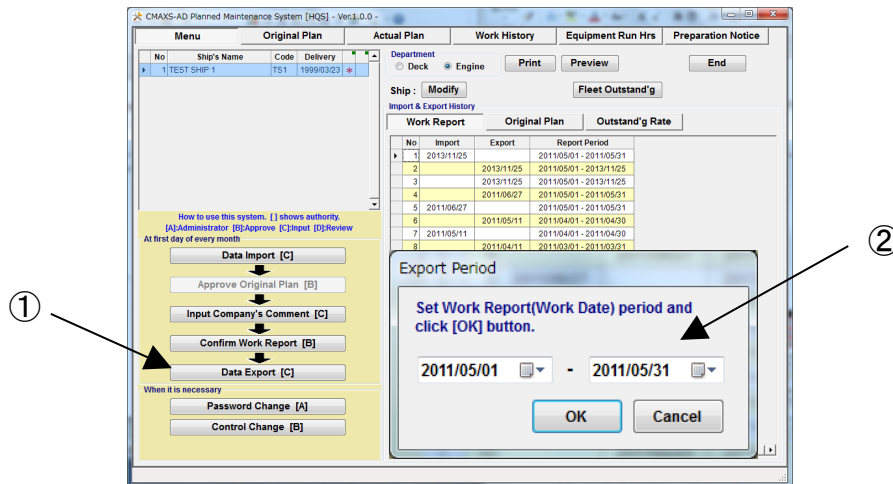 CMAXS-AD Planned Maintenance System [HQS] - Ver.1.0.0 -
Menu Original Plan Actual Plan Work History Equipment Run Hrs Preparation Notice
No Ship's Name Code Delivery
1 TEST SHIP 1 TS1 1999/03/23 *
Department
Deck Engine Print Preview End
Ship : Modify Fleet Outstand'g
Import & Export History
Work Report Original Plan Outstand'g Rate
No Import Export Report Period
1 2013/11/25 2011/05/01 - 2011/05/31
2 2013/11/25 2011/05/01 - 2013/11/25
3 2013/11/25 2011/05/01 - 2013/11/25
4 2011/06/27 2011/05/01 - 2011/05/31
5 2011/06/27 2011/05/01 - 2011/05/31
6 2011/05/11 2011/04/01 - 2011/04/30
7 2011/05/11 2011/04/01 - 2011/04/30
8 2011/04/11 2011/03/01 - 2011/03/31
How to use this system. [ ] shows authority.
[A]:Administrator [B]:Approve [C]:Input [D]:Review
At first day of every month
Data Import [C]
Approve Original Plan [B]
Input Company's Comment [C]
Confirm Work Report [B]
Data Export [C]
When it is necessary
Password Change [A]
Control Change [B]
Export Period
Set Work Report(Work Date) period and
click [OK] button.
2011/05/01 - 2011/05/31
OK Cancel
①
②